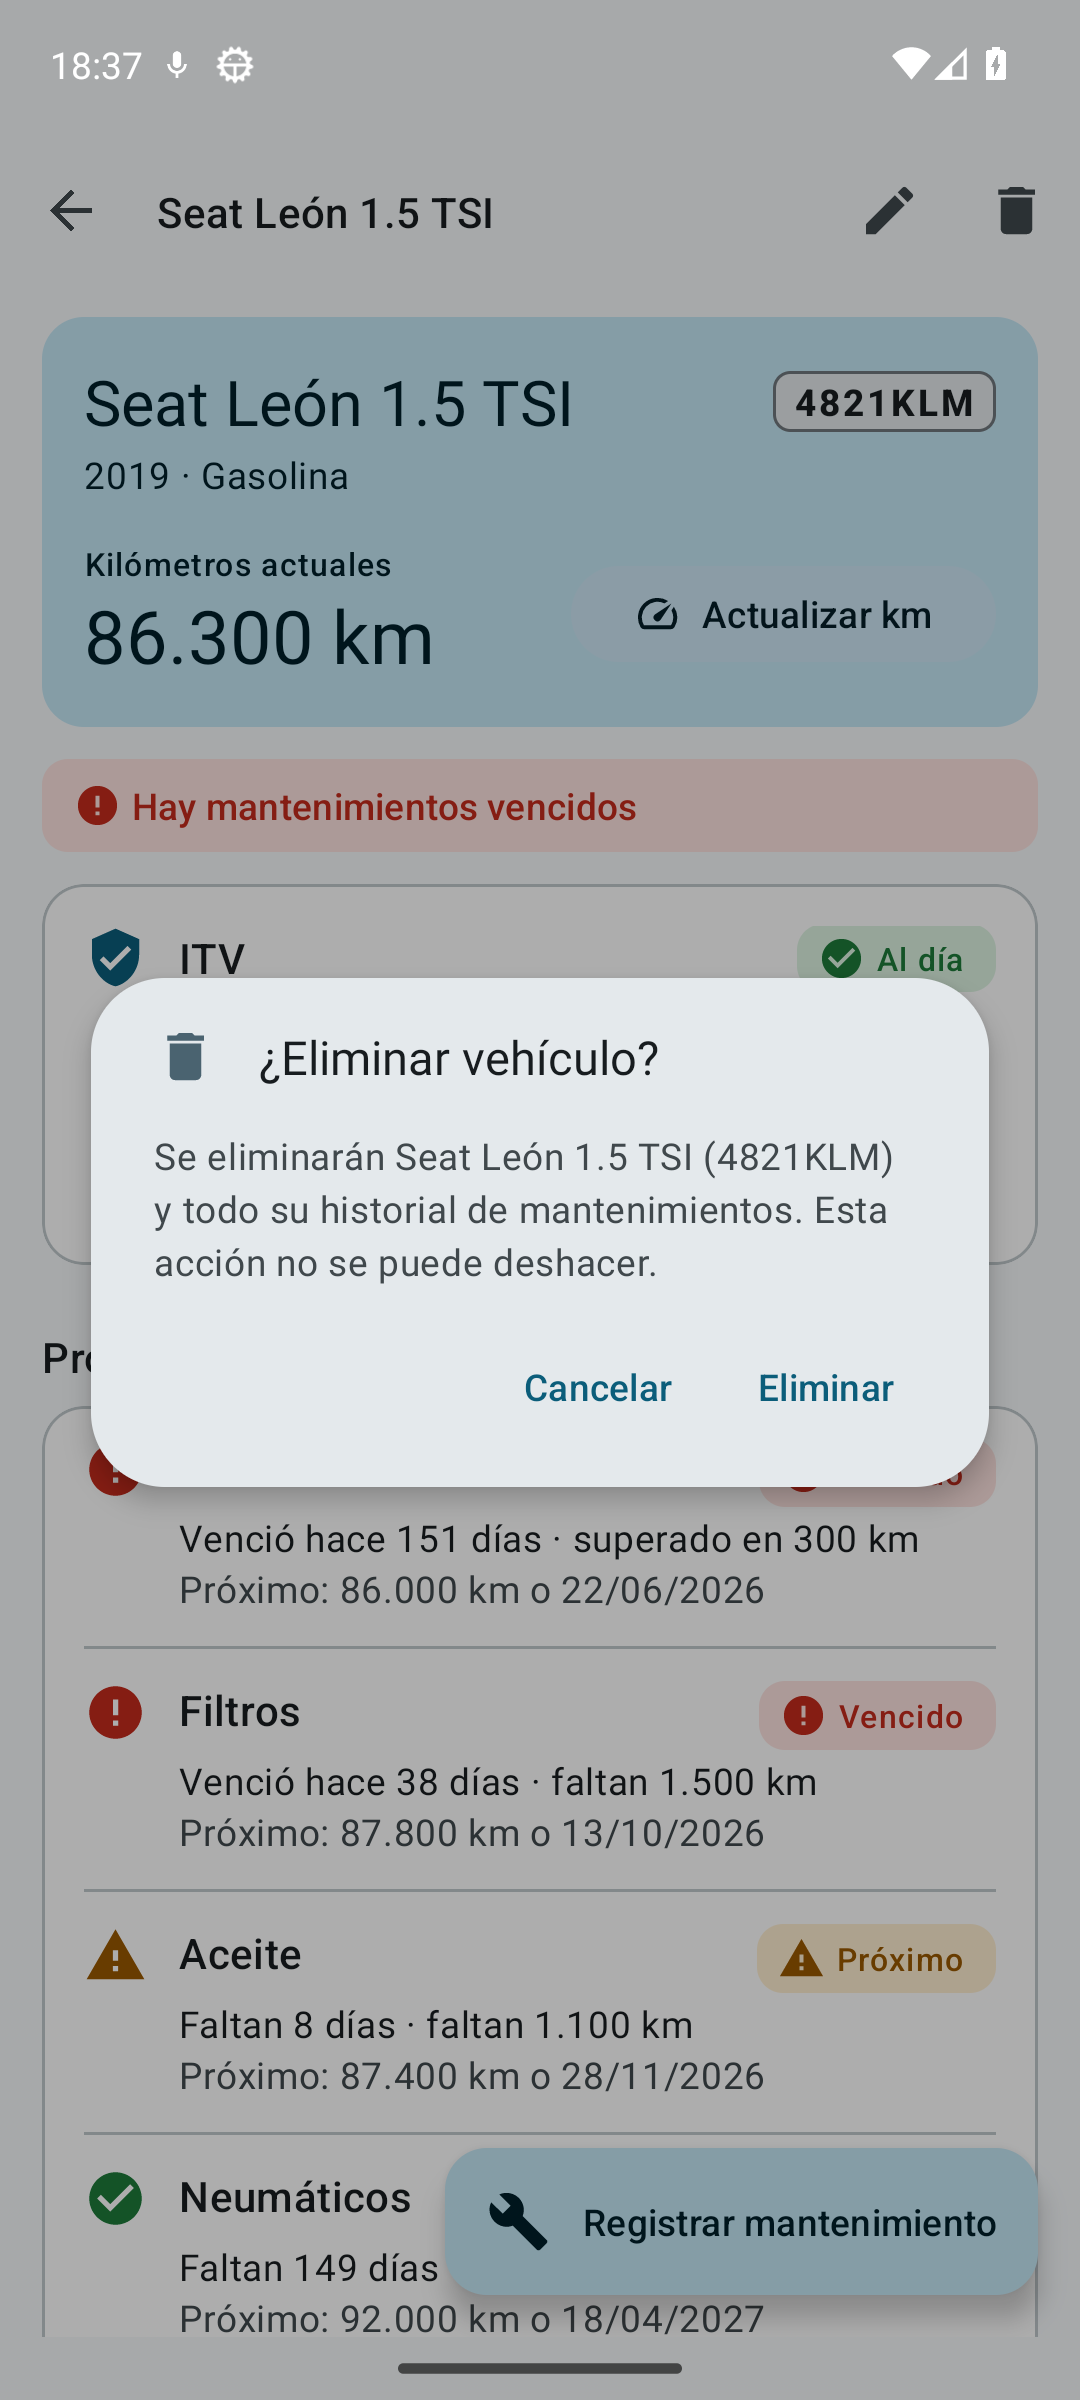 18:37
Seat León 1.5 TSI
Seat León 1.5 TSI
4821KLM
2019 · Gasolina
Kilómetros actuales
86.300 km
Actualizar km
Hay mantenimientos vencidos
ITV
Al día
¿Eliminar vehículo?
Se eliminarán Seat León 1.5 TSI (4821KLM)
y todo su historial de mantenimientos. Esta
acción no se puede deshacer.
Cancelar
Eliminar
Venció hace 151 días · superado en 300 km
Próximo: 86.000 km o 22/06/2026
Filtros
Vencido
Venció hace 38 días · faltan 1.500 km
Próximo: 87.800 km o 13/10/2026
Aceite
Próximo
Faltan 8 días · faltan 1.100 km
Próximo: 87.400 km o 28/11/2026
Neumáticos
Registrar mantenimiento
Faltan 149 días
Próximo: 92.000 km o 18/04/2027